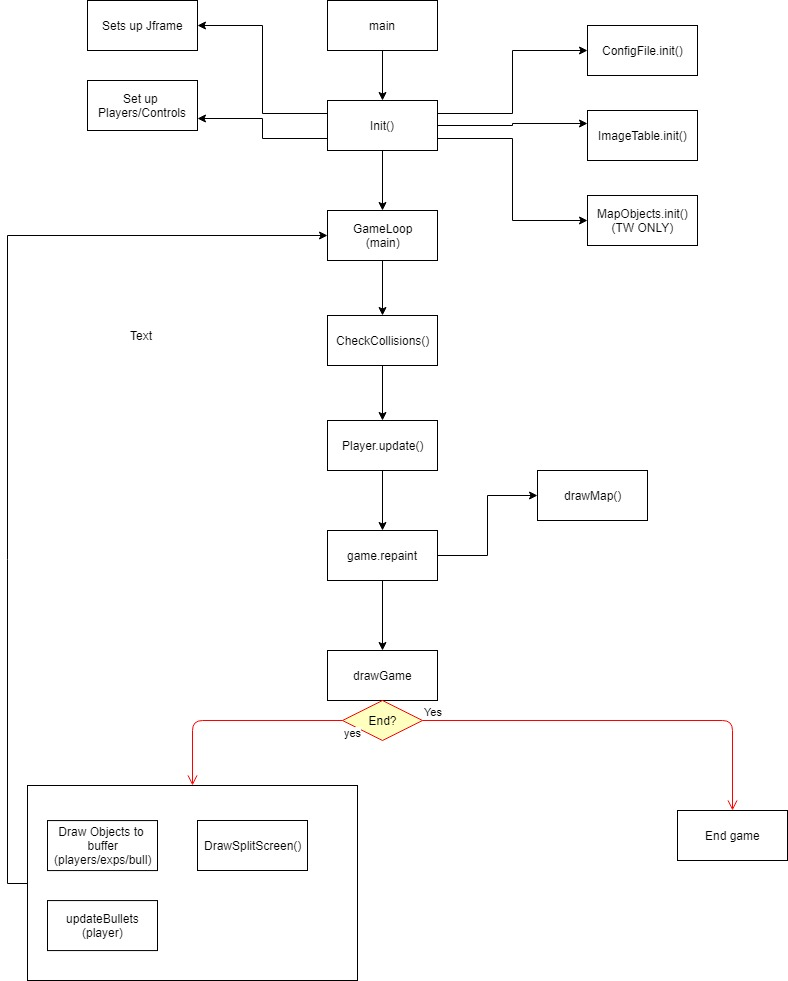 Sets up Jframe
main
ConfigFile.init()
Set up
Players/Controls
Init()
ImageTable.init()
MapObjects.init()
(TW ONLY)
GameLoop
(main)
Text
CheckCollisions()
Player.update()
drawMap()
game.repaint
drawGame
End?
Yes
yes
Draw Objects to
buffer
(players/exps/bull)
DrawSplitScreen()
End game
updateBullets
(player)